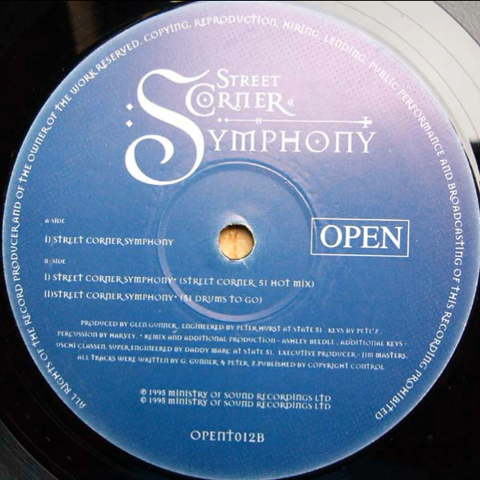 ALL RIGHTS OF THE RECORD PRODUCER AND OF THE OWNER OF THE WORK RESERVED. COPYING, REPRODUCTION, HIRING, LENDING, PUBLIC PERFORMANCE AND BROADCASTING OF THIS RECORDING PROHIBITED
STREET
CORNER
SYMPHONY
A-SIDE
I) STREET CORNER SYMPHONY
OPEN
B-SIDE
I) STREET CORNER SYMPHONY* (STREET CORNER 51 HOT MIX)
II) STREET CORNER SYMPHONY* (51 DRUMS TO GO)
PRODUCED BY GLEN GUNNER. ENGINEERED BY PETE HURST AT STATE 51. KEYS BY PETE Z.
PERCUSSION BY HARVEY. * REMIX AND ADDITIONAL PRODUCTION - ASHLEY BEEDLE. ADDITIONAL KEYS -
USCHI CLASSEN. SUPER ENGINEERED BY DADDY MARC AT STATE 51. EXECUTIVE PRODUCER - JIM MASTERS.
ALL TRACKS WERE WRITTEN BY G. GUNNER & PETER Z. PUBLISHED BY COPYRIGHT CONTROL
℗ 1995 MINISTRY OF SOUND RECORDINGS LTD
© 1995 MINISTRY OF SOUND RECORDINGS LTD
OPENT012B